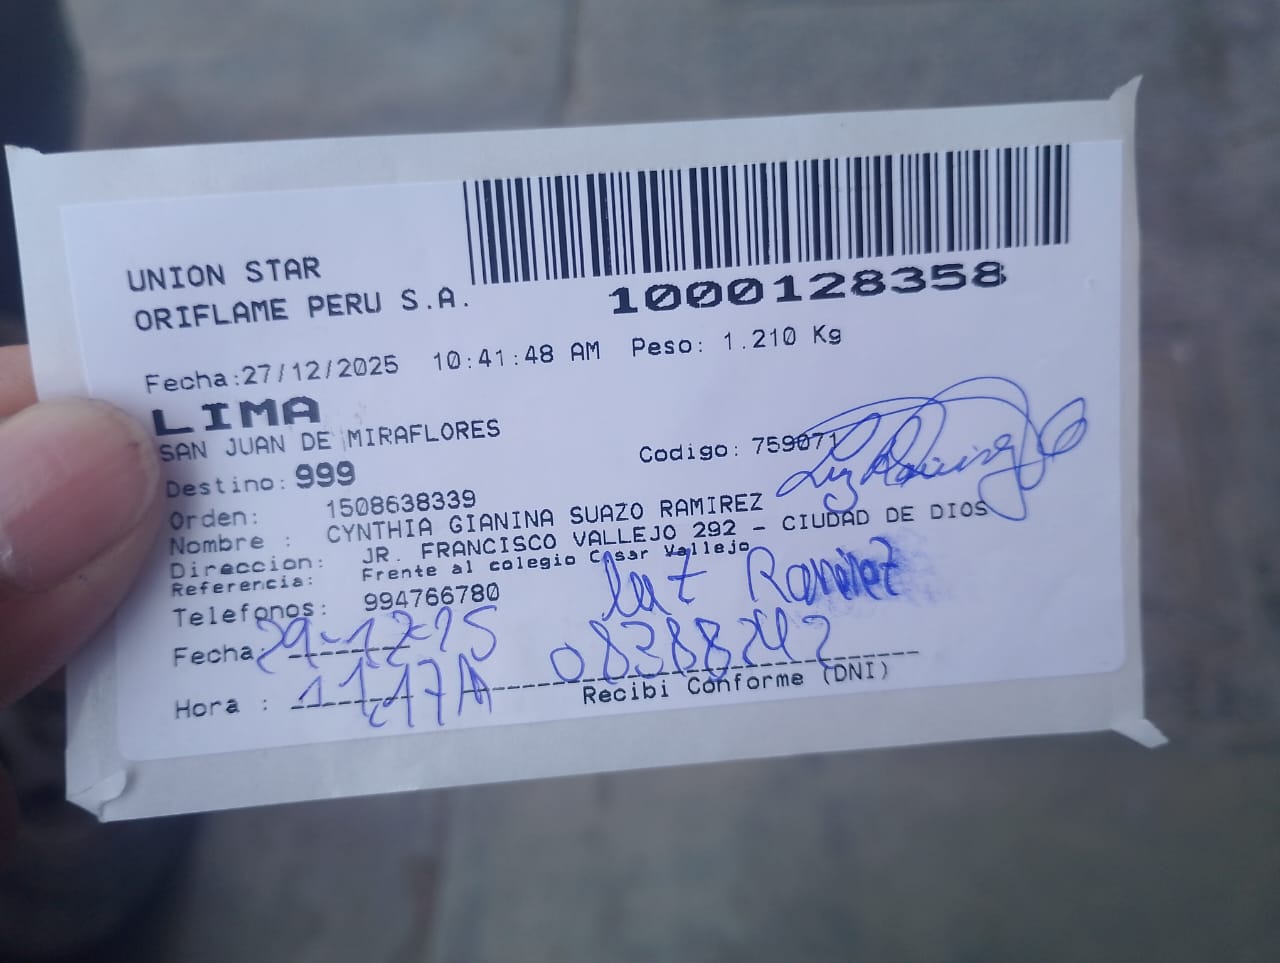 UNION STAR
ORIFLAME PERU S.A.
1000128358
Fecha:27/12/2025 10:41:48 AM Peso: 1.210 Kg
LIMA
SAN JUAN DE MIRAFLORES
Codigo: 759071
Destino: 999
Orden: 1508638339
Nombre : CYNTHIA GIANINA SUAZO RAMIREZ
Direccion: JR. FRANCISCO VALLEJO 292 - CIUDAD DE DIOS
Referencia: Frente al colegio Cesar Vallejo
Telefonos: 994766780
Ramirez
Fecha: 29-12-25
08388242
Hora : 11:17A
Recibi Conforme (DNI)